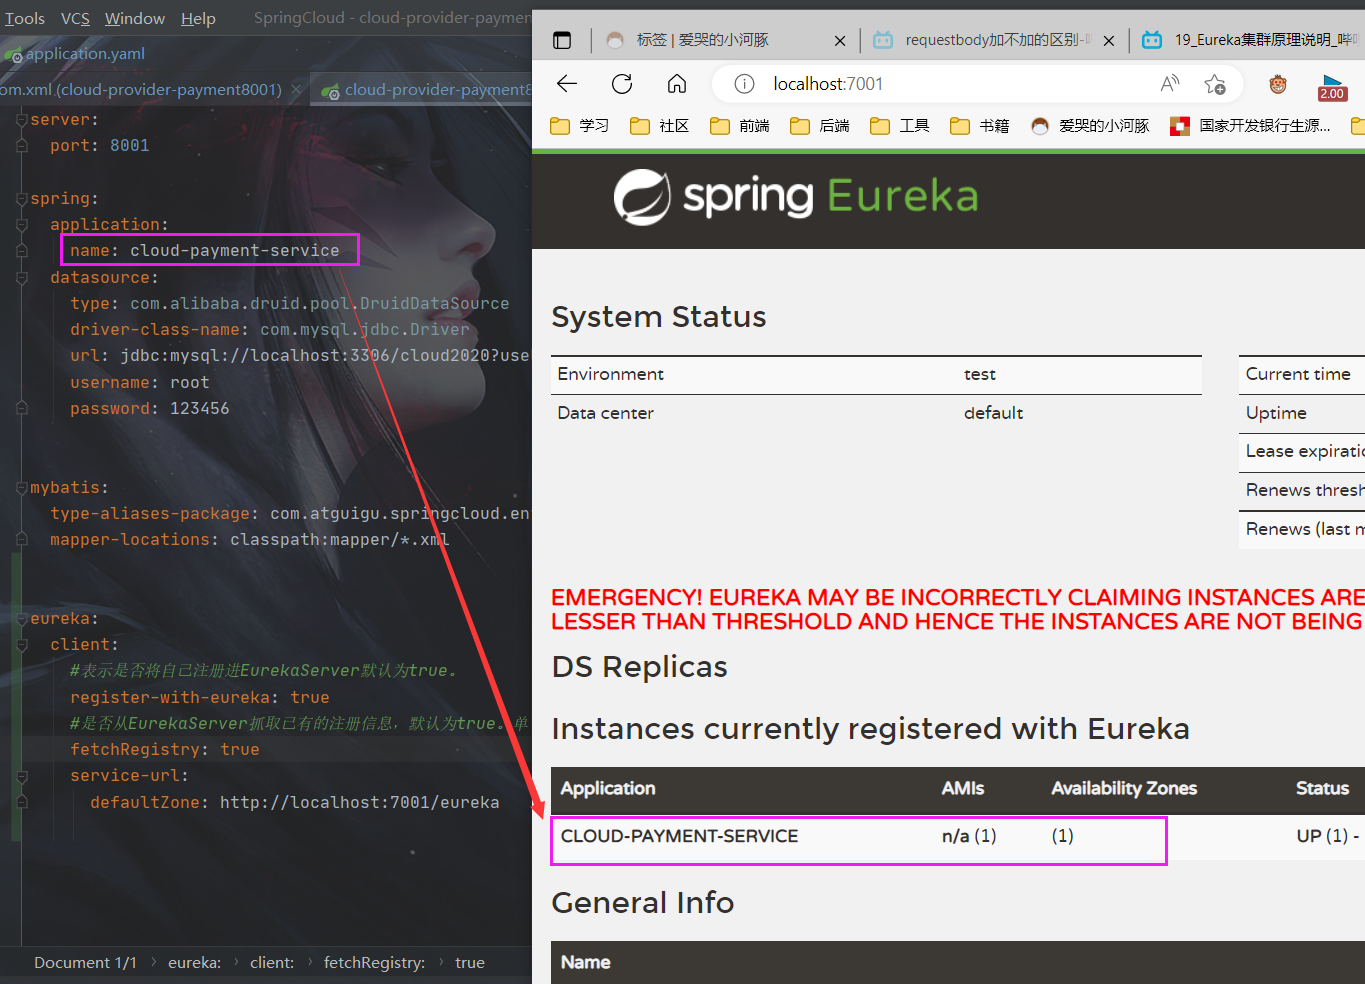 Tools VCS Window Help SpringCloud - cloud-provider-paymen
application.yaml
om.xml (cloud-provider-payment8001) × cloud-provider-payment8
server:
port: 8001
spring:
application:
name: cloud-payment-service
datasource:
type: com.alibaba.druid.pool.DruidDataSource
driver-class-name: com.mysql.jdbc.Driver
url: jdbc:mysql://localhost:3306/cloud2020?use
username: root
password: 123456
mybatis:
type-aliases-package: com.atguigu.springcloud.en
mapper-locations: classpath:mapper/*.xml
eureka:
client:
#表示是否将自己注册进EurekaServer默认为true。
register-with-eureka: true
#是否从EurekaServer抓取已有的注册信息，默认为true。单
fetchRegistry: true
service-url:
defaultZone: http://localhost:7001/eureka
Document 1/1 › eureka: › client: › fetchRegistry: › true
标签 | 爱哭的小河豚 × requestbody加不加的区别- × 19_Eureka集群原理说明_哔
localhost:7001
2.00
学习 社区 前端 后端 工具 书籍 爱哭的小河豚 国家开发银行生源...
spring Eureka
System Status
Environment test
Data center default
Current time
Uptime
Lease expiratio
Renews thresh
Renews (last m
EMERGENCY! EUREKA MAY BE INCORRECTLY CLAIMING INSTANCES ARE
LESSER THAN THRESHOLD AND HENCE THE INSTANCES ARE NOT BEING
DS Replicas
Instances currently registered with Eureka
Application AMIs Availability Zones Status
CLOUD-PAYMENT-SERVICE n/a (1) (1) UP (1) -
General Info
Name